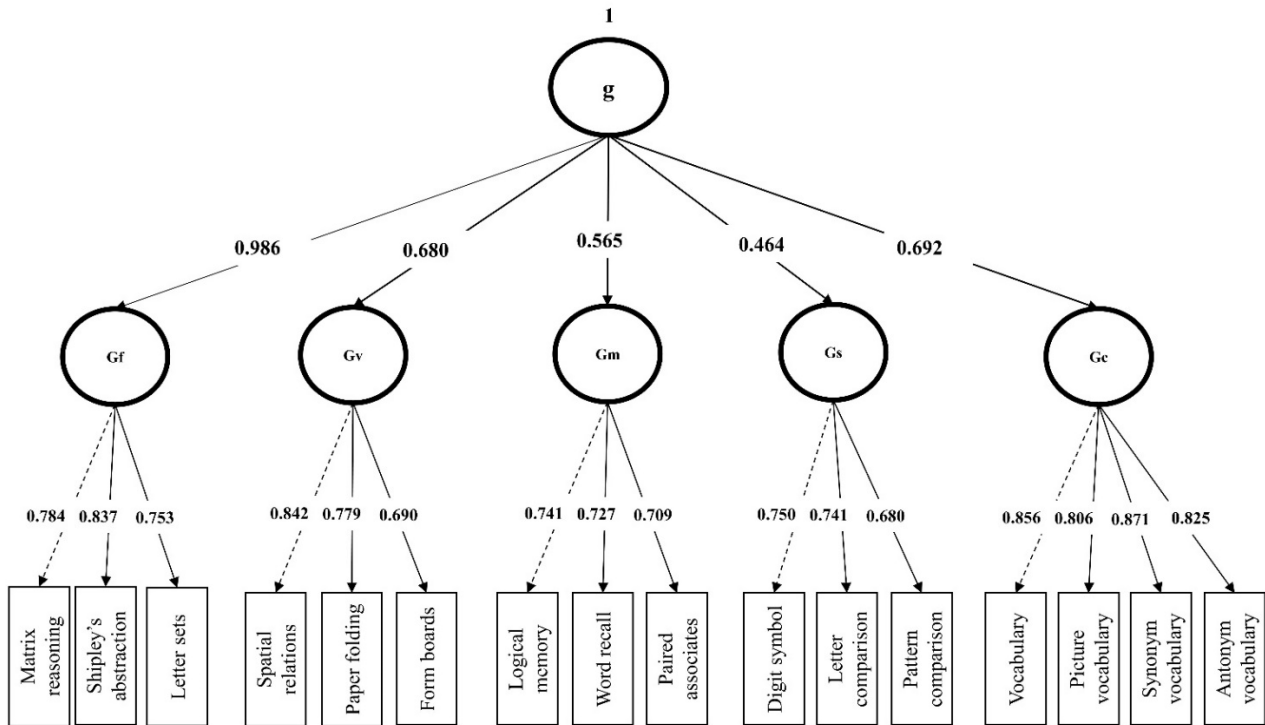 1
g
0.986
0.680
0.565
0.464
0.692
Gf
Gv
Gm
Gs
Gc
0.784
0.837
0.753
0.842
0.779
0.690
0.741
0.727
0.709
0.750
0.741
0.680
0.856
0.806
0.871
0.825
Matrix
reasoning
Shipley's
abstraction
Letter sets
Spatial
relations
Paper folding
Form boards
Logical
memory
Word recall
Paired
associates
Digit symbol
Letter
comparison
Pattern
comparison
Vocabulary
Picture
vocabulary
Synonym
vocabulary
Antonym
vocabulary